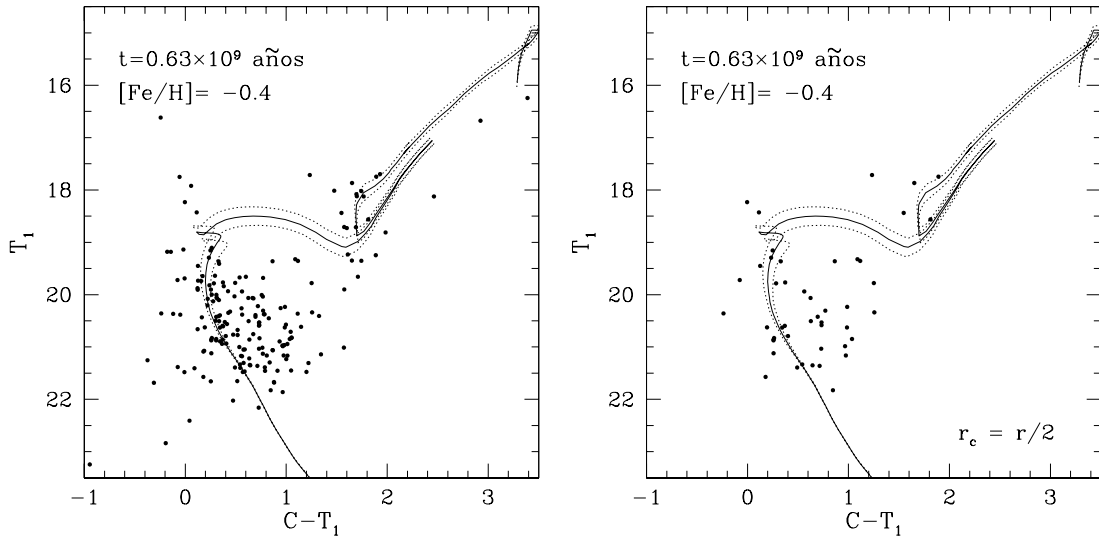 t=0.63×10⁹ años
[Fe/H]= −0.4
16
18
20
22
T₁
−1
0
1
2
3
C−T₁
t=0.63×10⁹ años
[Fe/H]= −0.4
16
18
20
22
T₁
r_c = r/2
−1
0
1
2
3
C−T₁